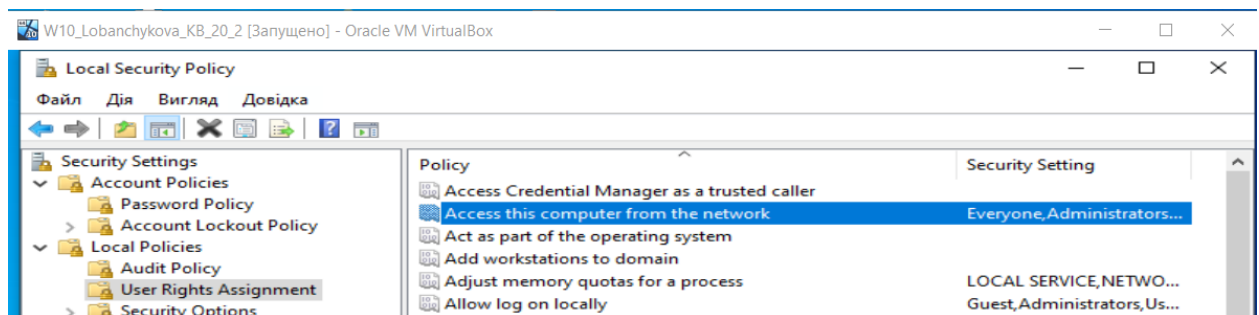 W10_Lobanchykova_KB_20_2 [Запущено] - Oracle VM VirtualBox
Local Security Policy
Файл Дія Вигляд Довідка
Security Settings
Account Policies
Password Policy
Account Lockout Policy
Local Policies
Audit Policy
User Rights Assignment
Security Options
Policy Security Setting
Access Credential Manager as a trusted caller
Access this computer from the network Everyone,Administrators...
Act as part of the operating system
Add workstations to domain
Adjust memory quotas for a process LOCAL SERVICE,NETWO...
Allow log on locally Guest,Administrators,Us...